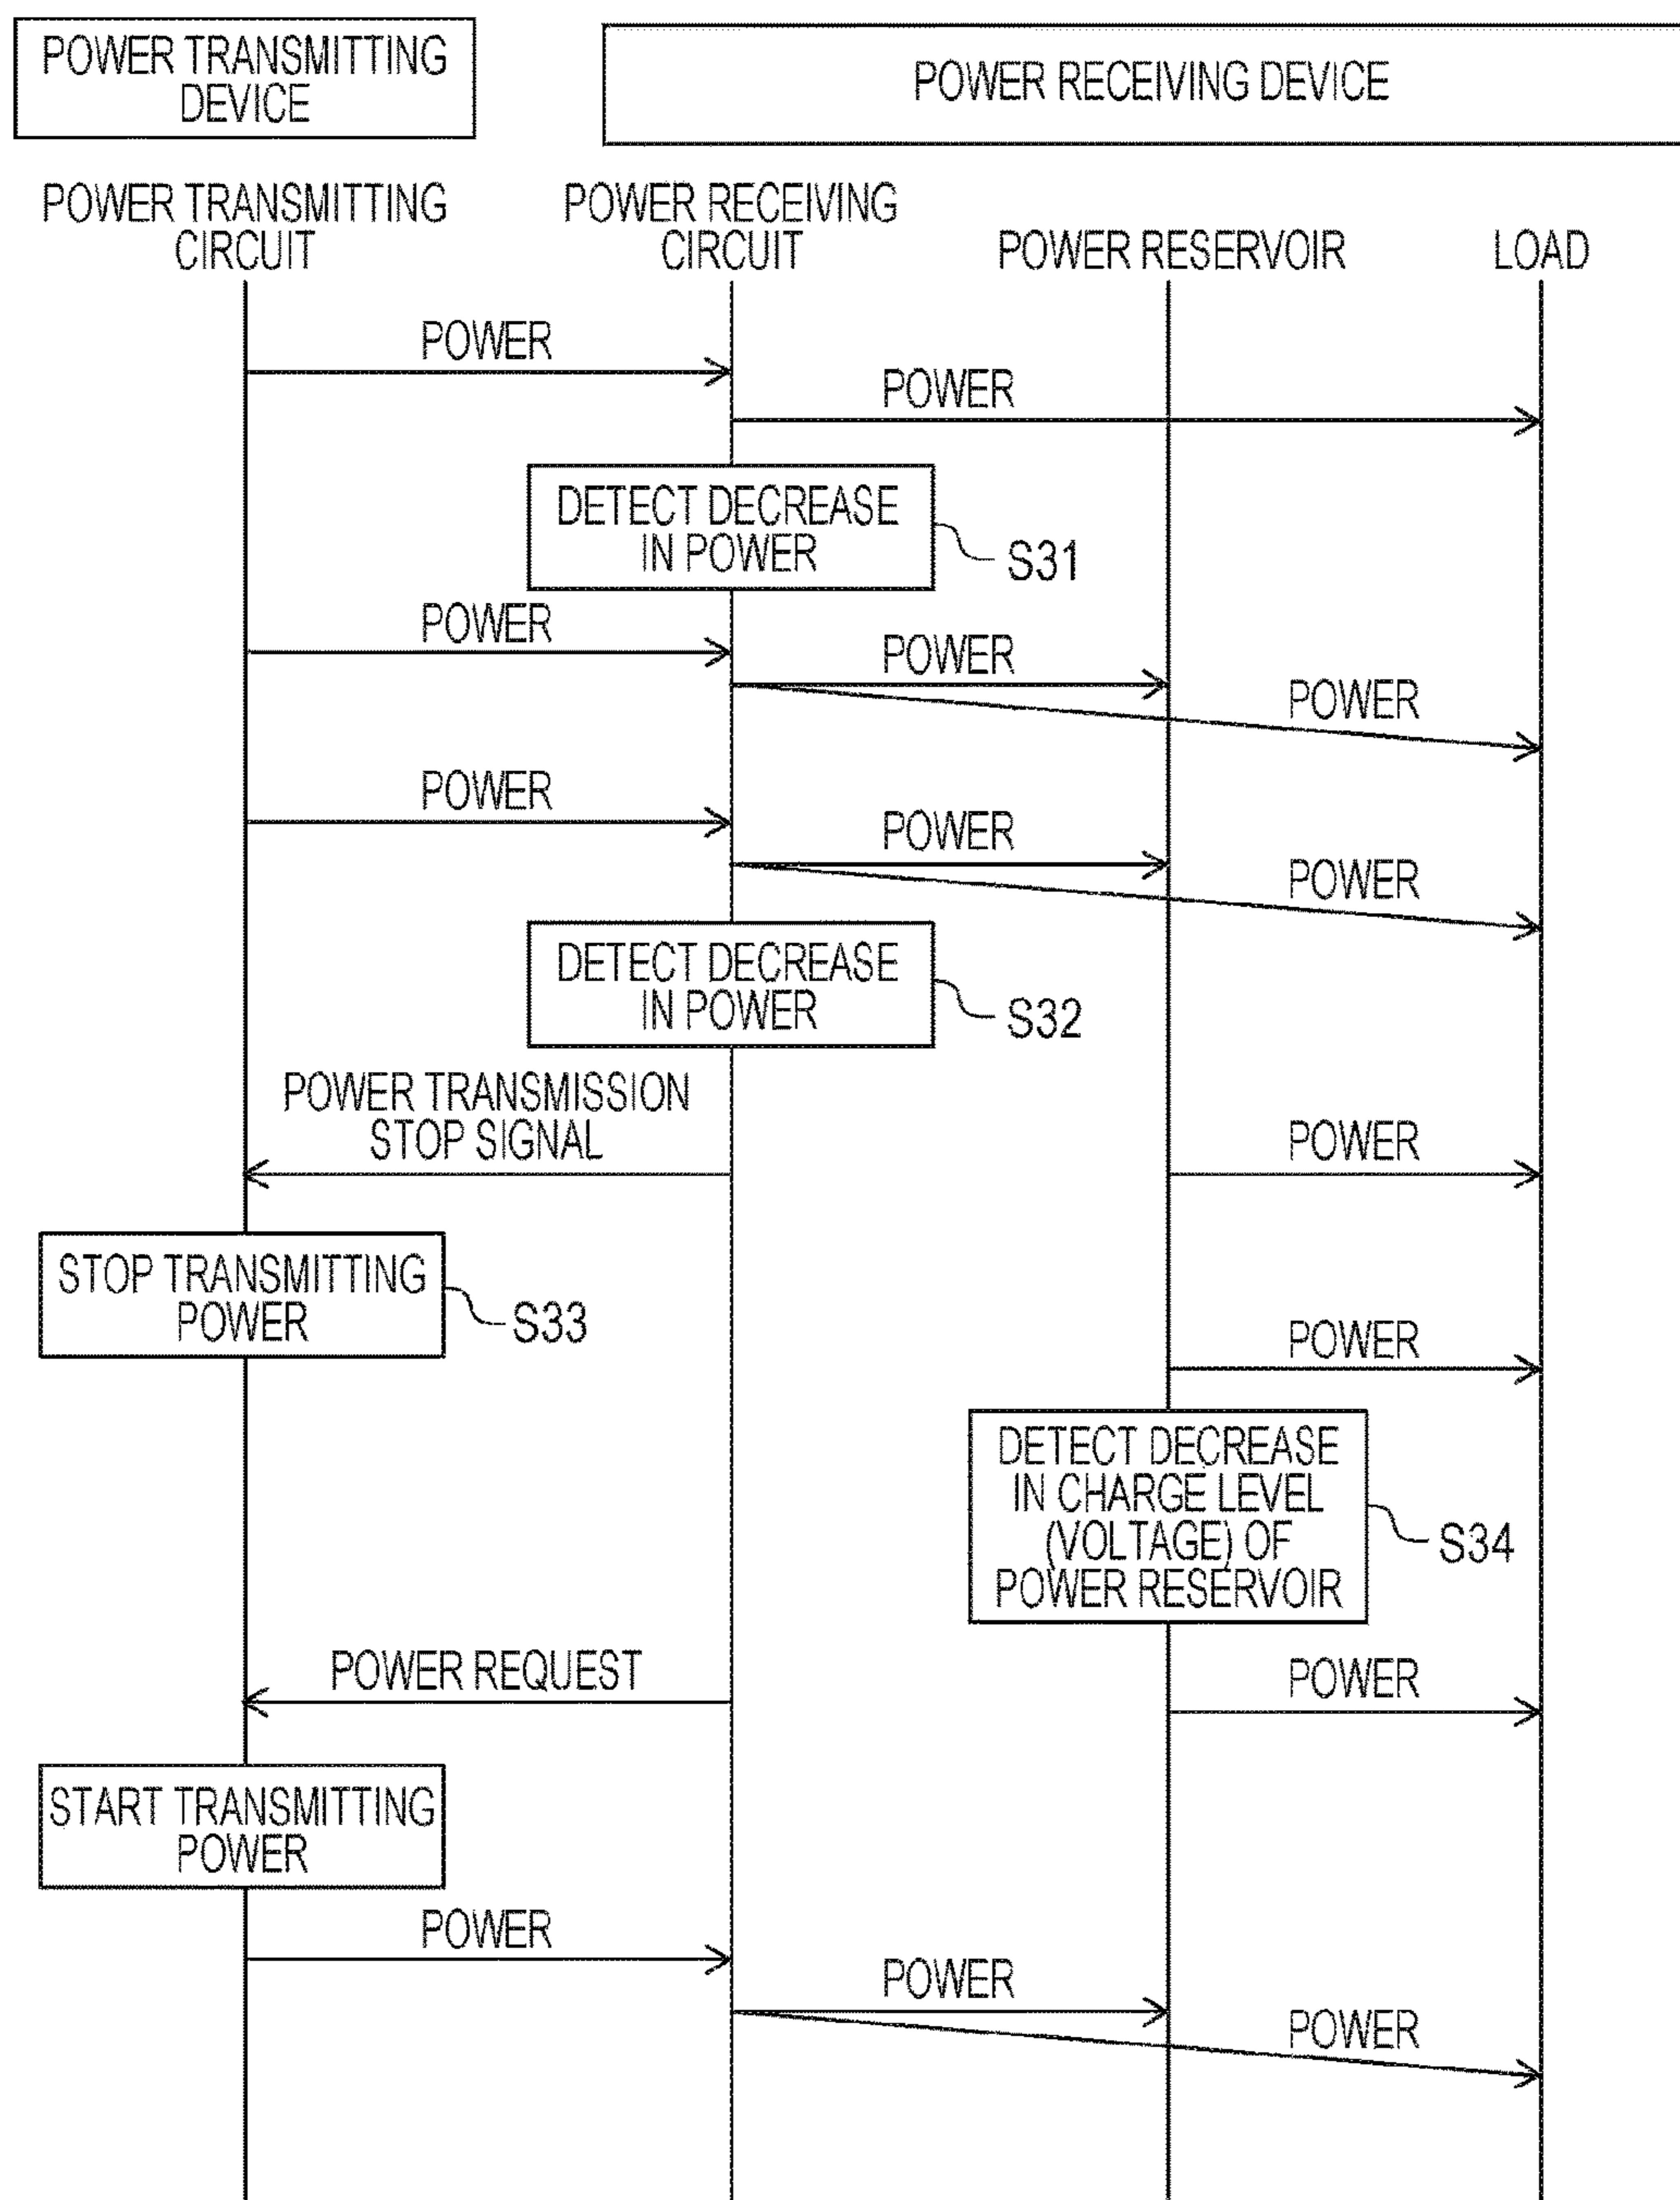 POWER TRANSMITTING
DEVICE
POWER RECEIVING DEVICE
POWER TRANSMITTING
CIRCUIT
POWER RECEIVING
CIRCUIT
POWER RESERVOIR
LOAD
POWER
POWER
DETECT DECREASE
IN POWER
S31
POWER
POWER
POWER
POWER
POWER
POWER
DETECT DECREASE
IN POWER
S32
POWER TRANSMISSION
STOP SIGNAL
POWER
STOP TRANSMITTING
POWER
S33
POWER
DETECT DECREASE
IN CHARGE LEVEL
(VOLTAGE) OF
POWER RESERVOIR
S34
POWER REQUEST
POWER
START TRANSMITTING
POWER
POWER
POWER
POWER